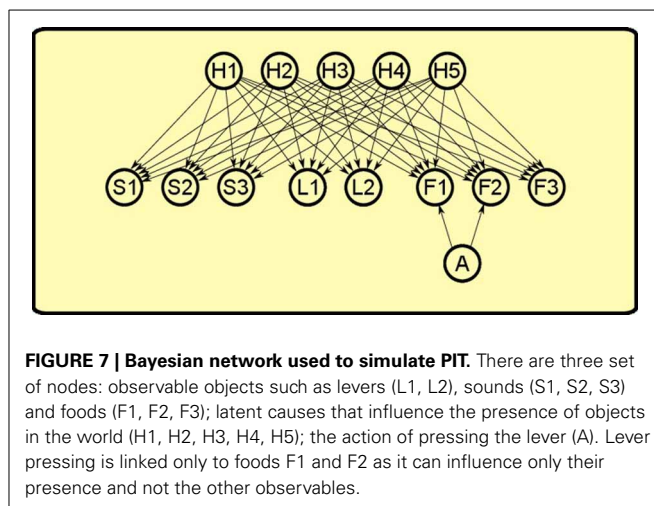 H1 H2 H3 H4 H5
S1 S2 S3 L1 L2 F1 F2 F3
A
FIGURE 7 | Bayesian network used to simulate PIT. There are three set
of nodes: observable objects such as levers (L1, L2), sounds (S1, S2, S3)
and foods (F1, F2, F3); latent causes that influence the presence of objects
in the world (H1, H2, H3, H4, H5); the action of pressing the lever (A). Lever
pressing is linked only to foods F1 and F2 as it can influence only their
presence and not the other observables.